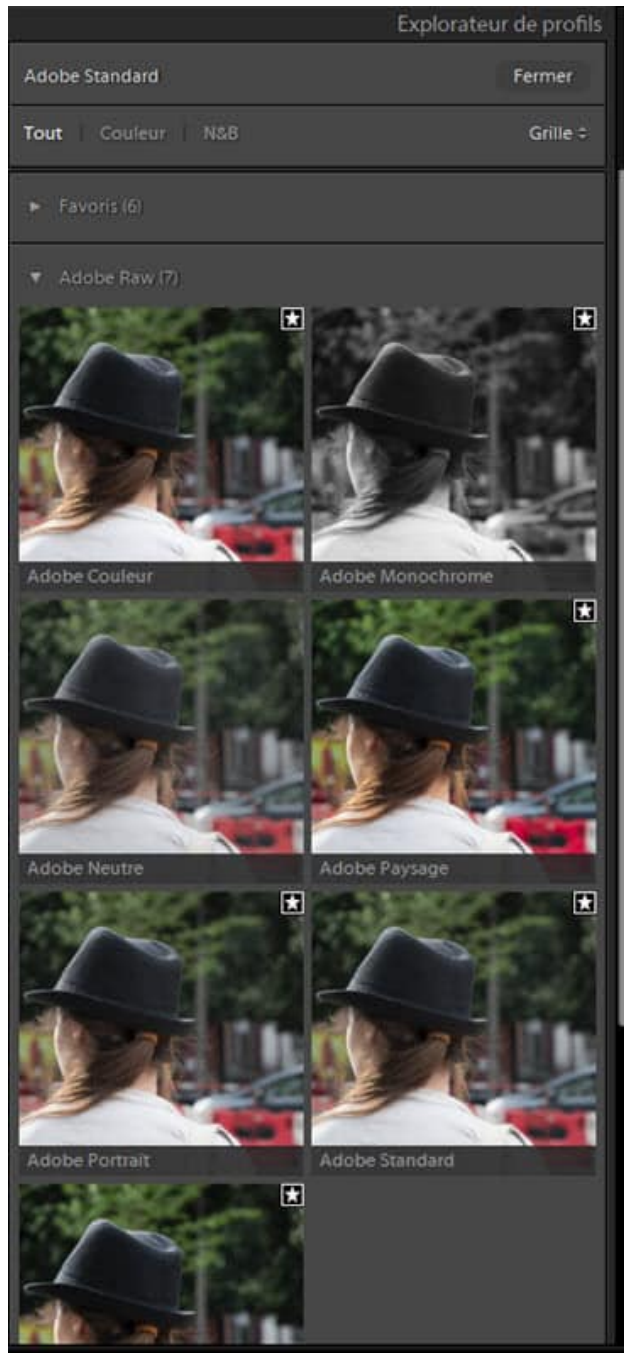 Explorateur de profils
Adobe Standard
Fermer
Tout | Couleur | N&B
Grille
Favoris (6)
Adobe Raw (7)
Adobe Couleur
Adobe Monochrome
Adobe Neutre
Adobe Paysage
Adobe Portrait
Adobe Standard